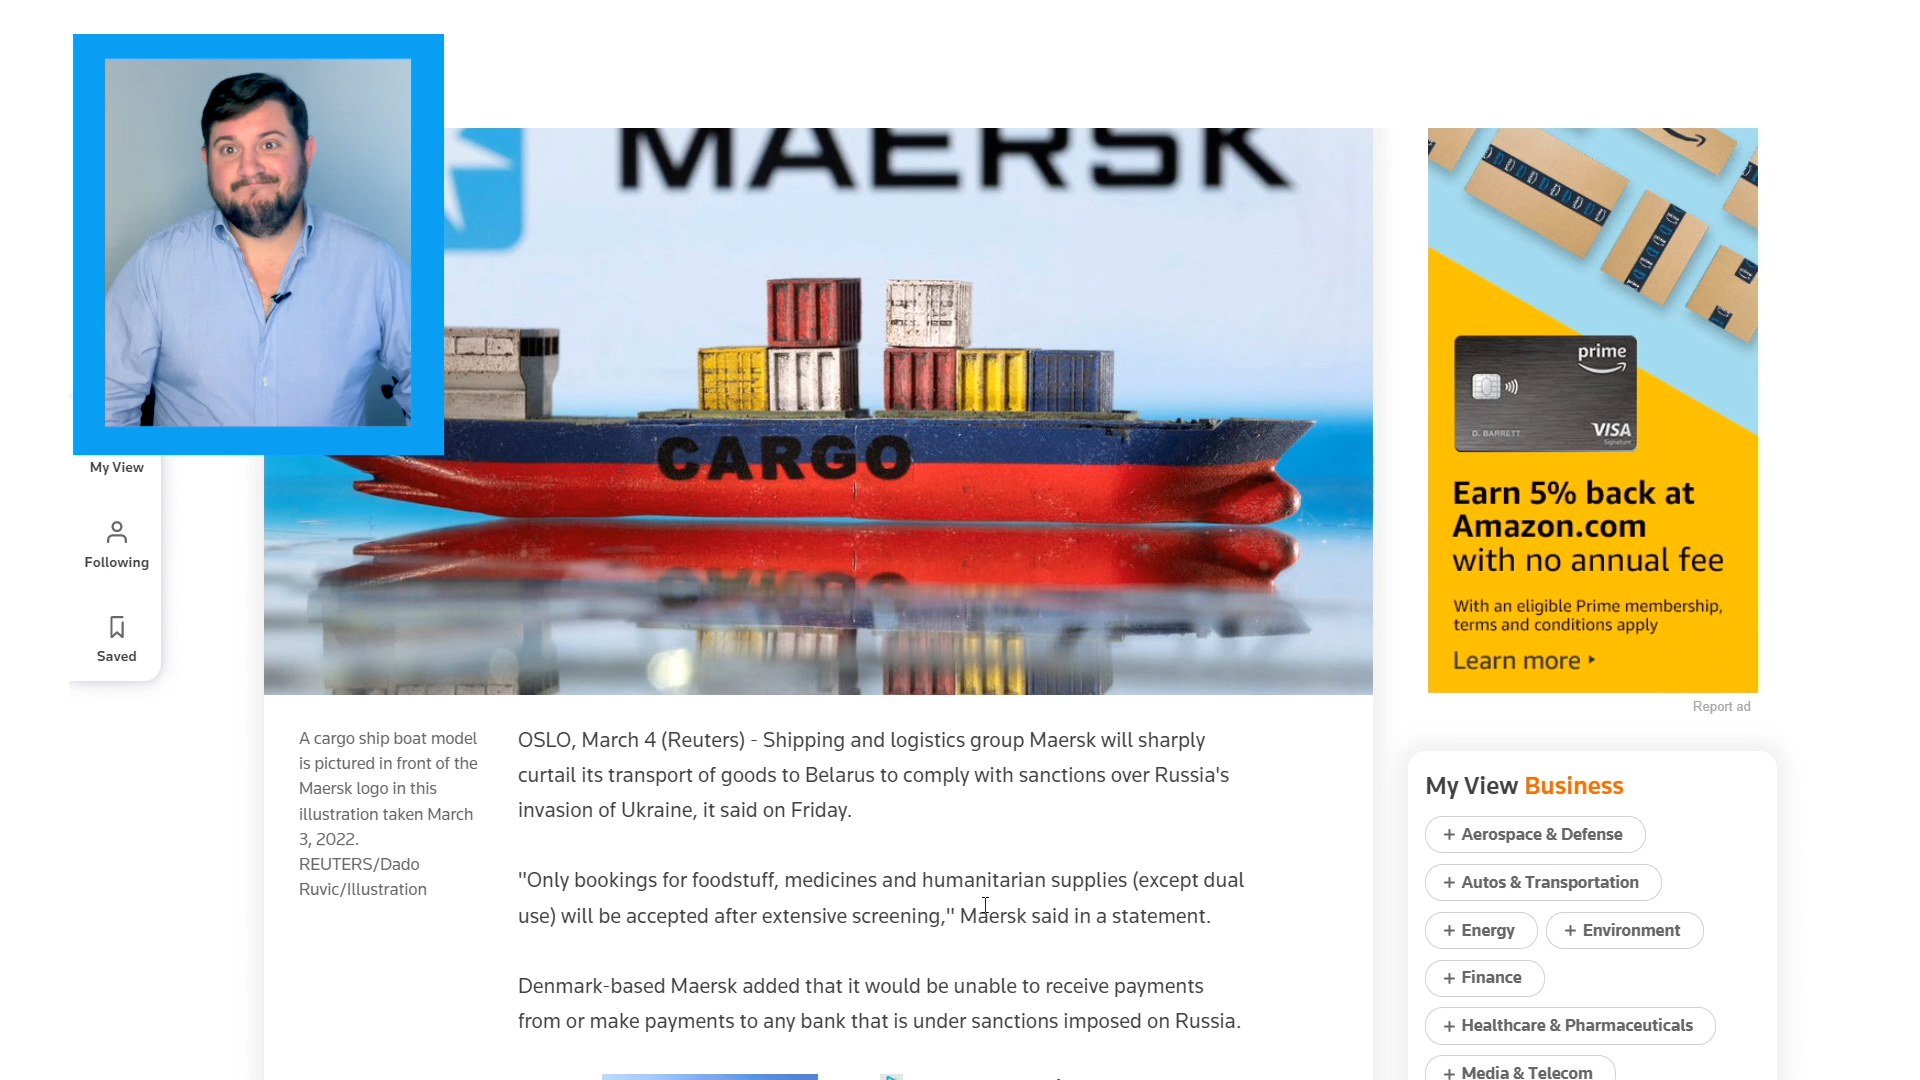 MAERSK
CARGO
My View
Following
Saved
A cargo ship boat model
is pictured in front of the
Maersk logo in this
illustration taken March
3, 2022.
REUTERS/Dado
Ruvic/Illustration
OSLO, March 4 (Reuters) - Shipping and logistics group Maersk will sharply
curtail its transport of goods to Belarus to comply with sanctions over Russia's
invasion of Ukraine, it said on Friday.
"Only bookings for foodstuff, medicines and humanitarian supplies (except dual
use) will be accepted after extensive screening," Maersk said in a statement.
Denmark-based Maersk added that it would be unable to receive payments
from or make payments to any bank that is under sanctions imposed on Russia.
prime
D. BARRETT
VISA
Signature
Earn 5% back at
Amazon.com
with no annual fee
With an eligible Prime membership,
terms and conditions apply
Learn more
Report ad
My View Business
+ Aerospace & Defense
+ Autos & Transportation
+ Energy
+ Environment
+ Finance
+ Healthcare & Pharmaceuticals
+ Media & Telecom